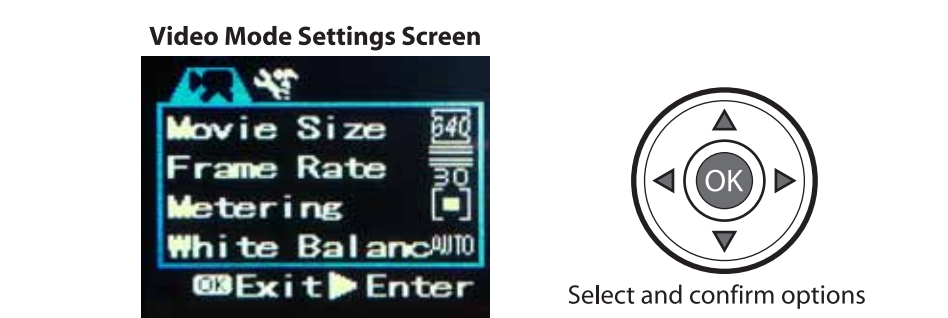 Video Mode Settings Screen
Movie Size 640
Frame Rate 30
Metering
White Balanc AUTO
OK Exit Enter
OK
Select and confirm options